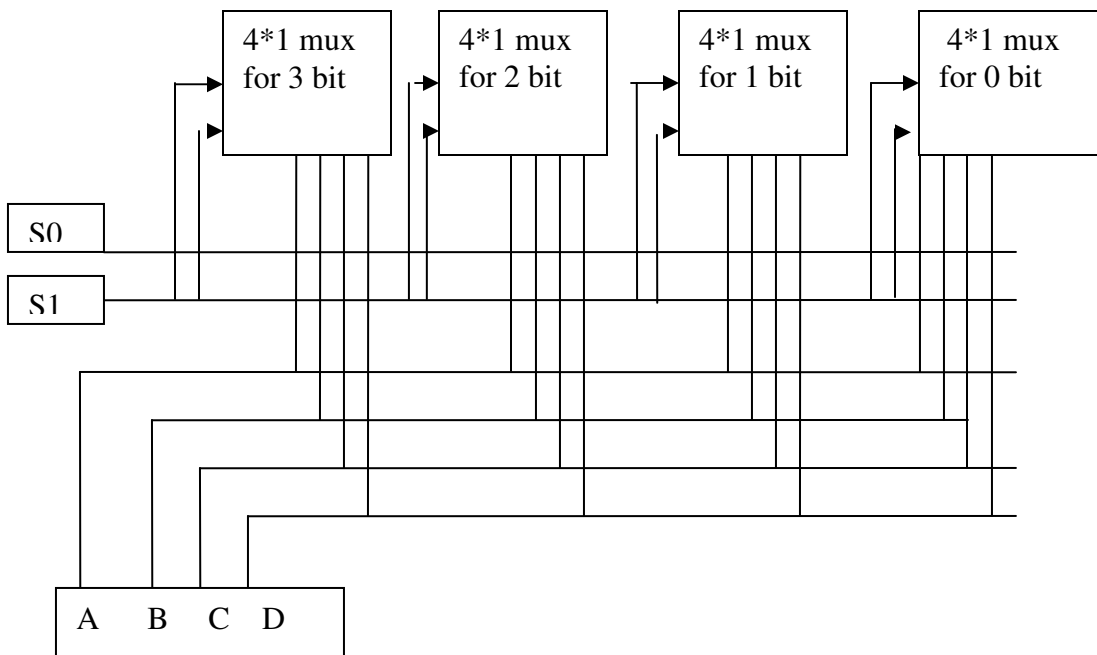 4*1 mux
for 3 bit
4*1 mux
for 2 bit
4*1 mux
for 1 bit
4*1 mux
for 0 bit
S0
S1
A B C D